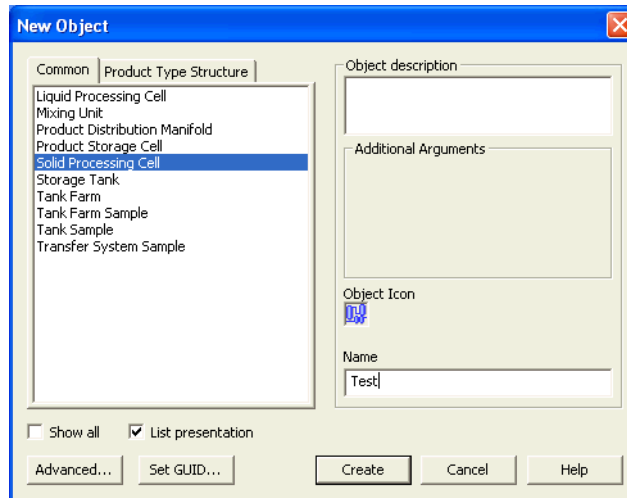 New Object
Common
Product Type Structure
Liquid Processing Cell
Mixing Unit
Product Distribution Manifold
Product Storage Cell
Solid Processing Cell
Storage Tank
Tank Farm
Tank Farm Sample
Tank Sample
Transfer System Sample
Object description
Additional Arguments
Object Icon
Name
Test
Show all
List presentation
Advanced...
Set GUID...
Create
Cancel
Help